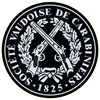 SOCIÉTÉ VAUDOISE DE CARABINIERS
• 1825 •